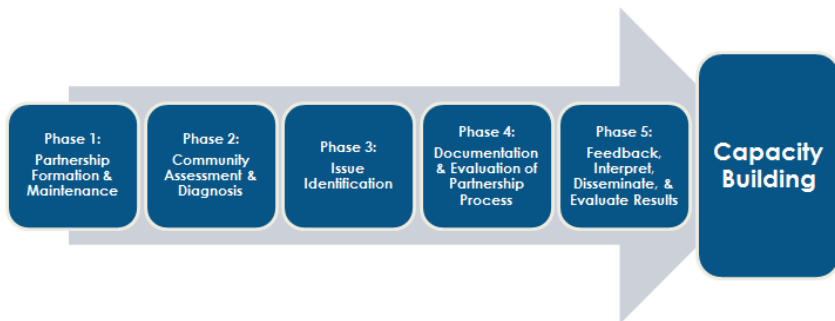 Phase 1:
Partnership
Formation &
Maintenance
Phase 2:
Community
Assessment &
Diagnosis
Phase 3:
Issue
Identification
Phase 4:
Documentation
& Evaluation of
Partnership
Process
Phase 5:
Feedback,
Interpret,
Disseminate, &
Evaluate Results
Capacity
Building